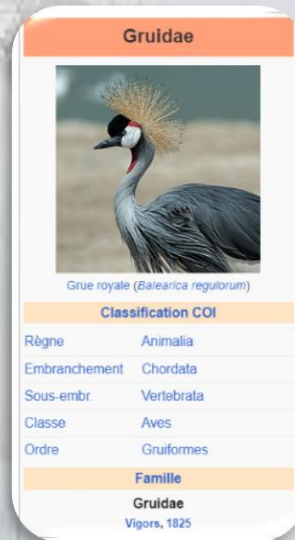 Gruidae
Grue royale (Balearica regulorum)
Classification COI
Règne Animalia
Embranchement Chordata
Sous-embr. Vertebrata
Classe Aves
Ordre Gruiformes
Famille
Gruidae
Vigors, 1825